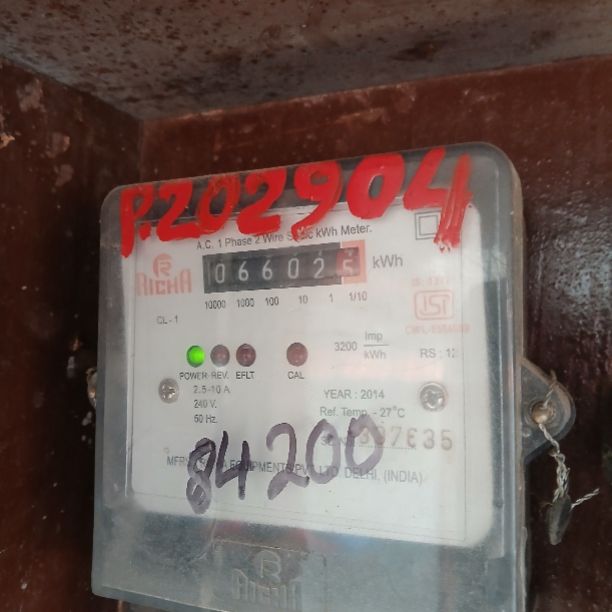 P.202904
A.C. 1 Phase 2 Wire Static kWh Meter.
RICHA
066025 kWh
10000 1000 100 10 1 1/10
CL - 1
ISI
3200 Imp/kWh
RS : 12
POWER REV. EFLT CAL
2.5-10 A
240 V.
50 Hz.
YEAR : 2014
Ref. Temp. - 27°C
84200
EQUIPMENTS PVT. LTD. DELHI, (INDIA)
RICHA